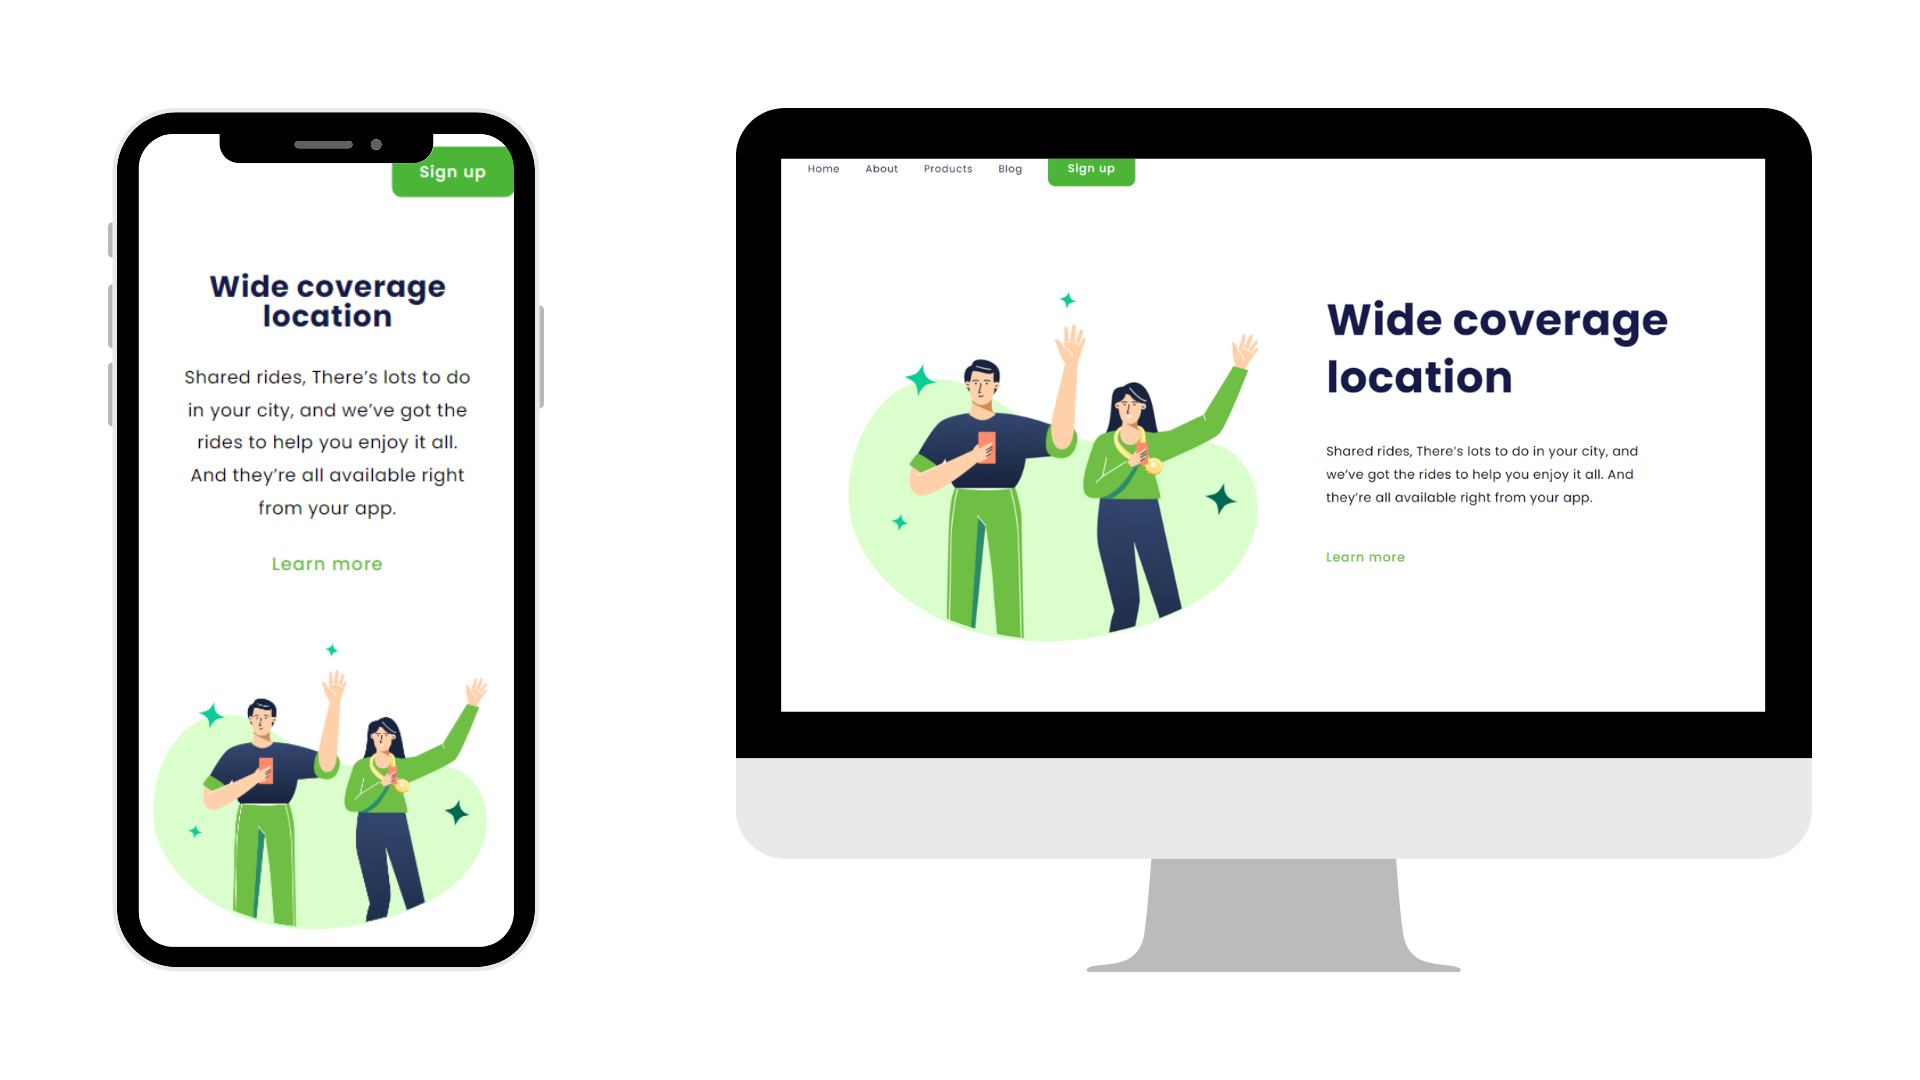 Sign up
Wide coverage
location
Shared rides, There’s lots to do
in your city, and we’ve got the
rides to help you enjoy it all.
And they’re all available right
from your app.
Learn more
Home About Products Blog Sign up
Wide coverage
location
Shared rides, There’s lots to do in your city, and
we’ve got the rides to help you enjoy it all. And
they’re all available right from your app.
Learn more